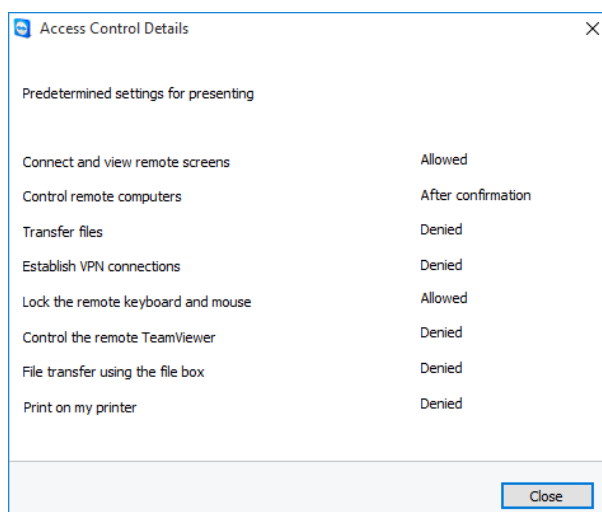 Access Control Details
Predetermined settings for presenting
Connect and view remote screens Allowed
Control remote computers After confirmation
Transfer files Denied
Establish VPN connections Denied
Lock the remote keyboard and mouse Allowed
Control the remote TeamViewer Denied
File transfer using the file box Denied
Print on my printer Denied
Close